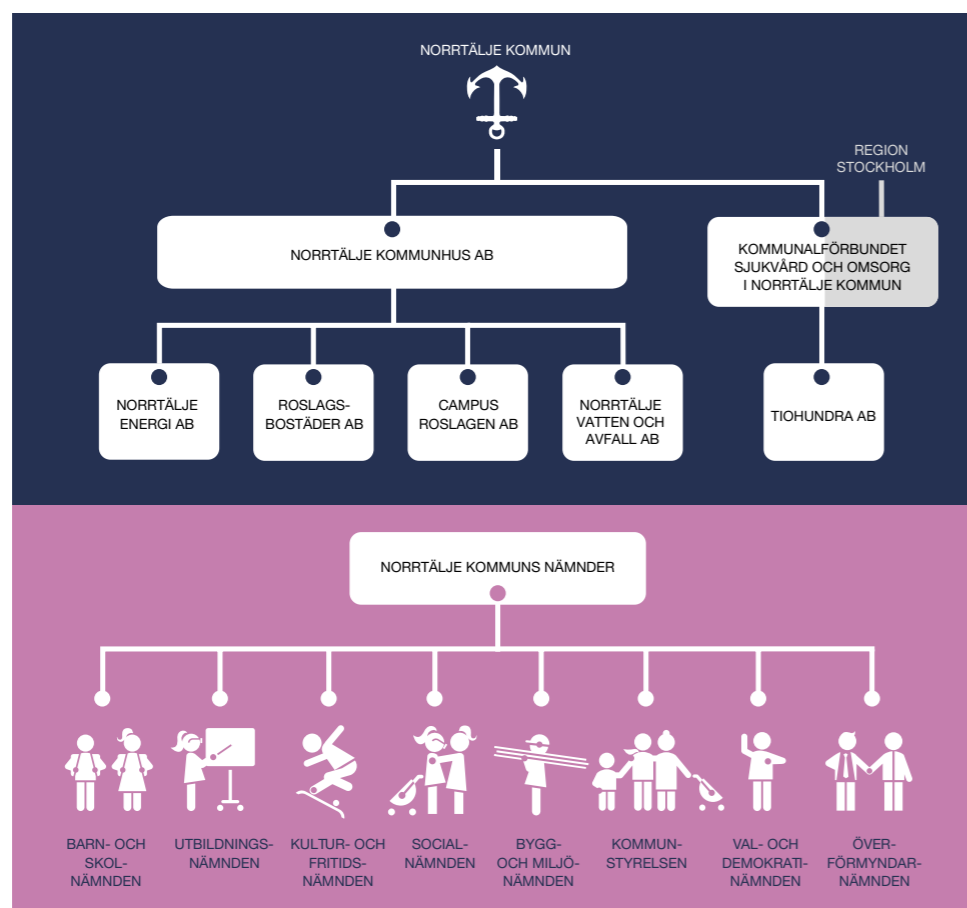 NORRTÄLJE KOMMUN
REGION
STOCKHOLM
NORRTÄLJE KOMMUNHUS AB
KOMMUNALFÖRBUNDET
SJUKVÅRD OCH OMSORG
I NORRTÄLJE KOMMUN
NORRTÄLJE
ENERGI AB
ROSLAGS-
BOSTÄDER AB
CAMPUS
ROSLAGEN AB
NORRTÄLJE
VATTEN OCH
AVFALL AB
TIOHUNDRA AB
NORRTÄLJE KOMMUNS NÄMNDER
BARN- OCH
SKOL-
NÄMNDEN
UTBILDNINGS-
NÄMNDEN
KULTUR- OCH
FRITIDS-
NÄMNDEN
SOCIAL-
NÄMNDEN
BYGG-
OCH MILJÖ-
NÄMNDEN
KOMMUN-
STYRELSEN
VAL- OCH
DEMOKRATI-
NÄMNDEN
ÖVER-
FÖRMYNDAR-
NÄMNDEN